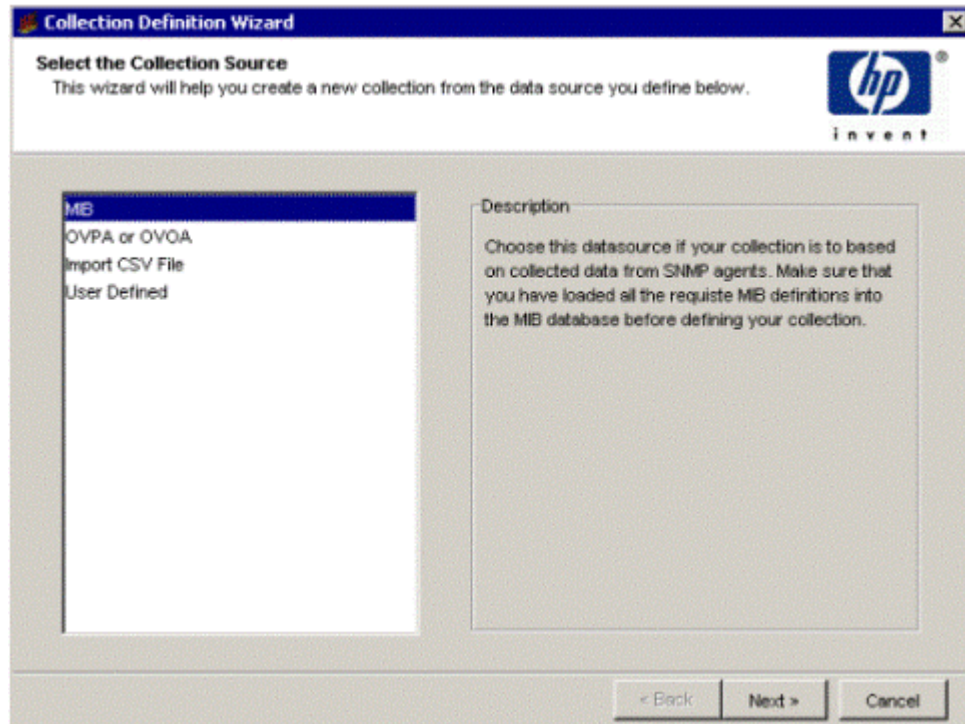 Collection Definition Wizard
Select the Collection Source
This wizard will help you create a new collection from the data source you define below.
hp
®
invent
MIB
OVPA or OVOA
Import CSV File
User Defined
Description
Choose this datasource if your collection is to based
on collected data from SNMP agents. Make sure that
you have loaded all the requiste MIB definitions into
the MIB database before defining your collection.
< Back
Next »
Cancel